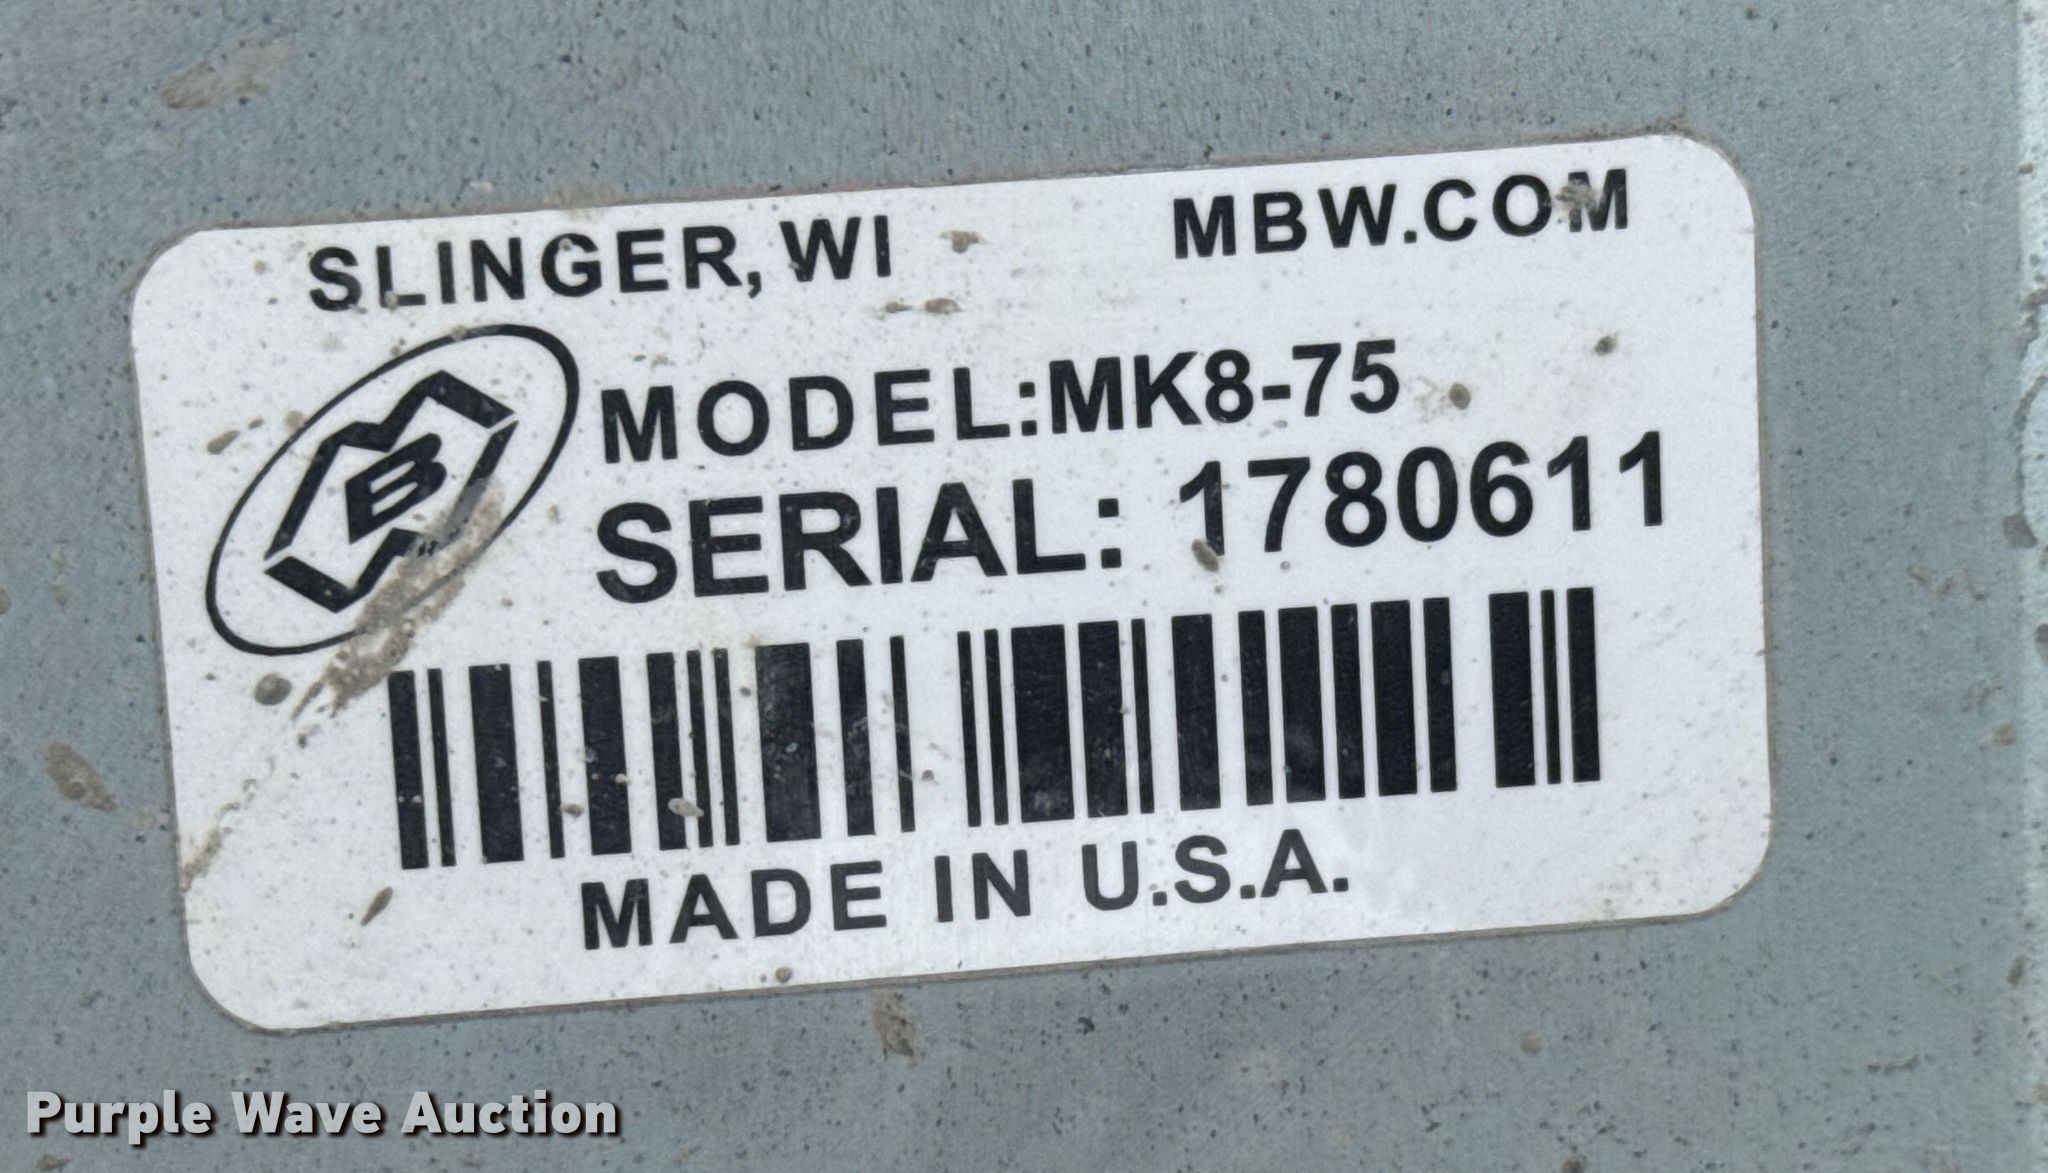 SLINGER, WI MBW.COM
MODEL:MK8-75
SERIAL: 1780611
MADE IN U.S.A.
Purple Wave Auction